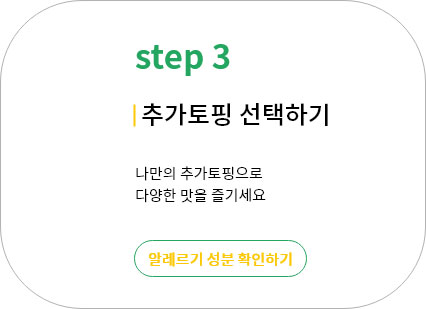 step 3
추가토핑 선택하기
나만의 추가토핑으로
다양한 맛을 즐기세요
알레르기 성분 확인하기